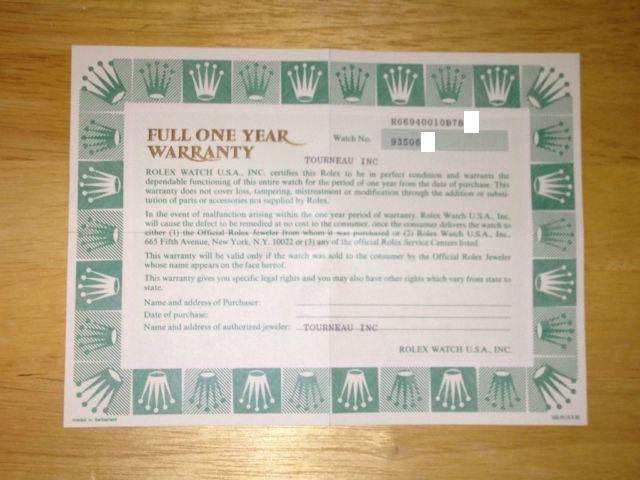 R66940010B78
FULL ONE YEAR
Watch No.
93506
WARRANTY
TOURNEAU INC
ROLEX WATCH U.S.A., INC. certifies this Rolex to be in perfect condition and warrants the
dependable functioning of this entire watch for the period of one year from the date of purchase. This
warranty does not cover loss, tampering, mistreatment or modification through the addition or substi-
tution of parts or accessories not supplied by Rolex.
In the event of malfunction arising within the one year period of warranty, Rolex Watch U.S.A., Inc.
will cause the defect to be remedied at no cost to the consumer, once the consumer delivers the watch to
either (1) the Official Rolex Jeweler from whom it was purchased or (2) Rolex Watch U.S.A., Inc.,
665 Fifth Avenue, New York, N.Y. 10022 or (3) any of the official Rolex Service Centers listed.
This warranty will be valid only if the watch was sold to the consumer by the Official Rolex Jeweler
whose name appears on the face hereof.
This warranty gives you specific legal rights and you may also have other rights which vary from state to
state.
Name and address of Purchaser:
Date of purchase:
Name and address of authorized jeweler: TOURNEAU INC
ROLEX WATCH U.S.A., INC.
Printed in Switzerland